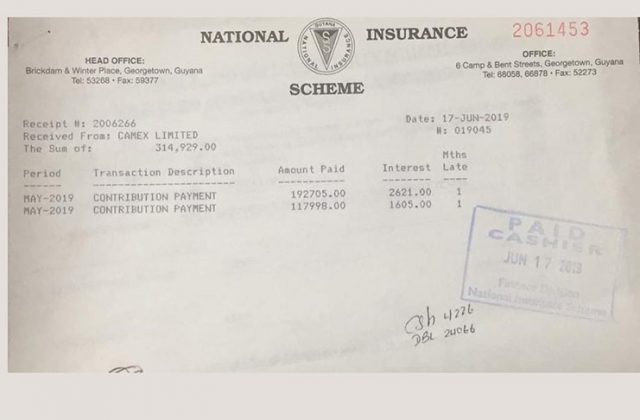 NATIONAL INSURANCE
SCHEME
2061453
HEAD OFFICE:
Brickdam & Winter Place, Georgetown, Guyana
Tel: 53268 • Fax: 59377
OFFICE:
6 Camp & Bent Streets, Georgetown, Guyana
Tel: 66058, 66878 • Fax: 52273
Receipt #: 2006266
Received From: CAMEX LIMITED
The Sum of: 314,929.00
Date: 17-JUN-2019
#: 019045
Period Transaction Description Amount Paid Interest Mths Late
MAY-2019 CONTRIBUTION PAYMENT 192705.00 2621.00 1
MAY-2019 CONTRIBUTION PAYMENT 117998.00 1605.00 1
PAID
CASHIER
JUN 17 2019
Finance Division
National Insurance Scheme
4226
DBL 24066